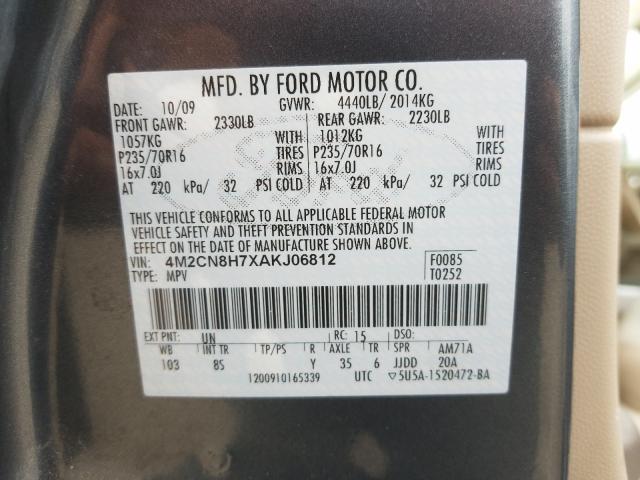 MFD. BY FORD MOTOR CO.
DATE: 10/09 GVWR: 4440LB/ 2014KG
FRONT GAWR: 2330LB REAR GAWR: 2230LB
1057KG WITH 1012KG WITH
P235/70R16 TIRES P235/70R16 TIRES
16x7.0J RIMS 16x7.0J RIMS
AT 220 kPa/ 32 PSI COLD AT 220 kPa/ 32 PSI COLD
THIS VEHICLE CONFORMS TO ALL APPLICABLE FEDERAL MOTOR
VEHICLE SAFETY AND THEFT PREVENTION STANDARDS IN
EFFECT ON THE DATE OF MANUFACTURE SHOWN ABOVE.
VIN: 4M2CN8H7XAKJ06812 F0085
TYPE: MPV T0252
EXT PNT: UN RC: 15 DSO:
WB INT TR TP/PS R AXLE TR SPR AM71A
103 8S Y 35 6 JJDD 20A
1200910165339 UTC ▽5U5A-1520472-BA